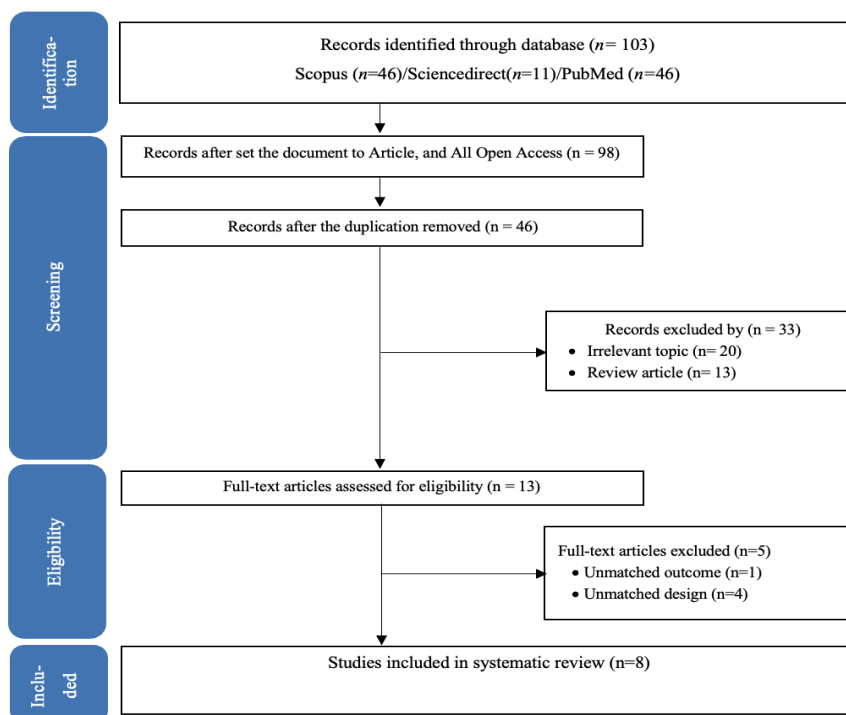 Identifica-
tion
Records identified through database (n= 103)
Scopus (n=46)/Sciencedirect(n=11)/PubMed (n=46)
Screening
Records after set the document to Article, and All Open Access (n = 98)
Records after the duplication removed (n = 46)
Records excluded by (n = 33)
• Irrelevant topic (n= 20)
• Review article (n= 13)
Eligibility
Full-text articles assessed for eligibility (n = 13)
Full-text articles excluded (n=5)
• Unmatched outcome (n=1)
• Unmatched design (n=4)
Inclu-
ded
Studies included in systematic review (n=8)